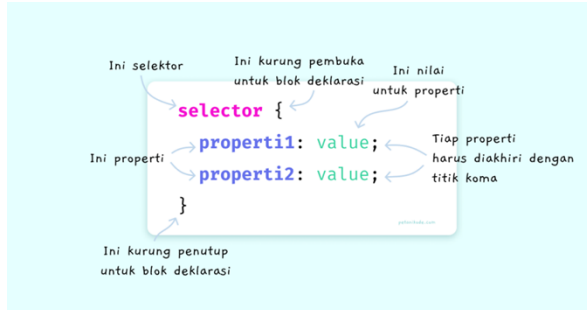 Ini selektor
Ini kurung pembuka
untuk blok deklarasi
Ini nilai
untuk properti
selector {
properti1: value;
properti2: value;
}
Ini properti
Tiap properti
harus diakhiri dengan
titik koma
Ini kurung penutup
untuk blok deklarasi